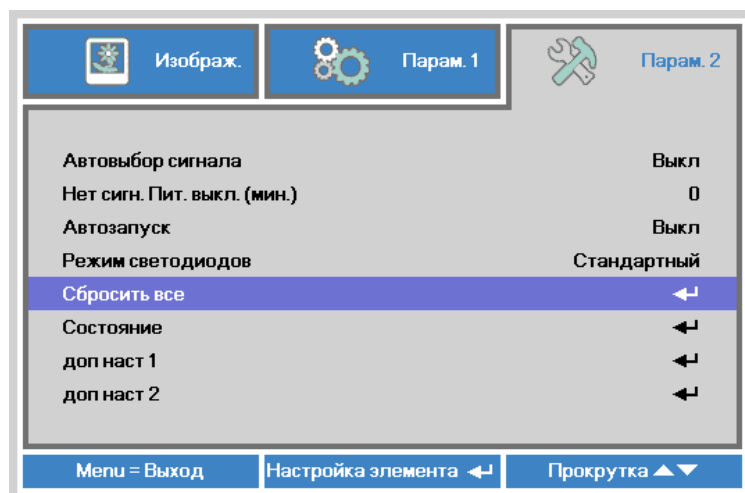 Изображ.
Парам. 1
Парам. 2
Автовыбор сигнала Выкл
Нет сигн. Пит. выкл. (мин.) 0
Автозапуск Выкл
Режим светодиодов Стандартный
Сбросить все
Состояние
доп наст 1
доп наст 2
Menu = Выход
Настройка элемента
Прокрутка